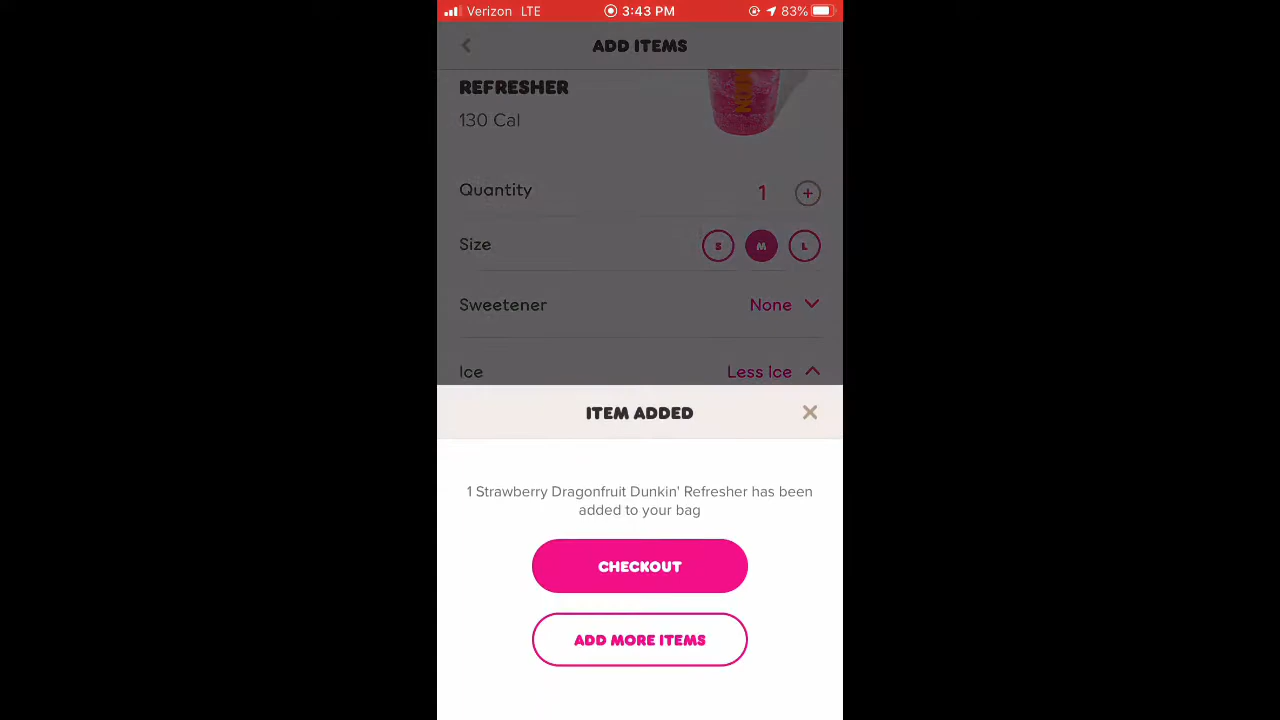 Verizon LTE 3:43 PM 83%
ADD ITEMS
REFRESHER
130 Cal
Quantity 1 +
Size S M L
Sweetener None
Ice Less Ice
ITEM ADDED
1 Strawberry Dragonfruit Dunkin' Refresher has been
added to your bag
CHECKOUT
ADD MORE ITEMS